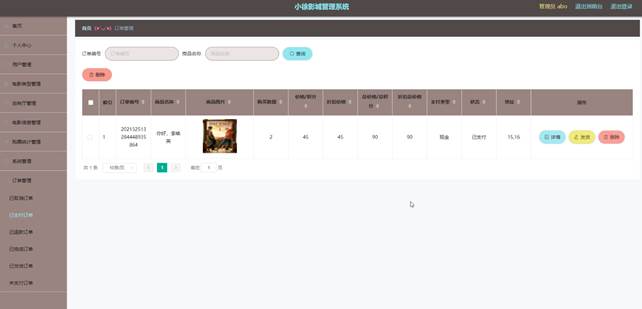 小徐影城管理系统
管理员 abo
退出到前台
退出登录
首页
个人中心
用户管理
电影类型管理
放映厅管理
电影信息管理
购票统计管理
系统管理
订单管理
已取消订单
已支付订单
已退款订单
已完成订单
已发货订单
未支付订单
首页 (●'◡'●) 订单管理
订单编号 订单编号 商品名称 商品名称 查询
删除
索引 订单编号 商品名称 商品图片 购买数量 价格/积分 折扣价格 总价格/总积分 折扣总价格 支付类型 状态 地址 操作
1
2 45 45 90 90 现金 已支付 15,16 详情 发货 删除
你好，李焕英
共 1 条 10条/页 1 前往 1 页